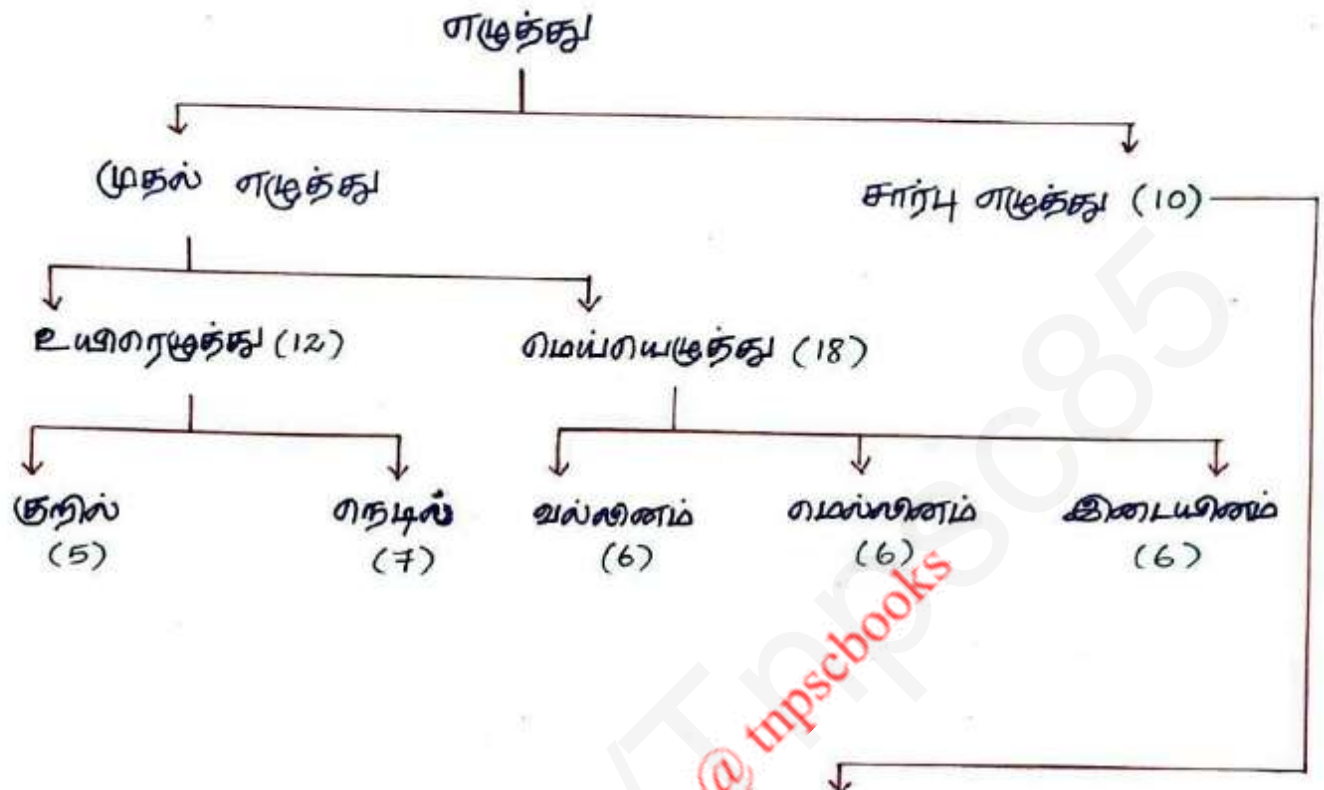 எழுத்து
முதல் எழுத்து
சார்பு எழுத்து (10)
உயிரெழுத்து (12)
மெய்யெழுத்து (18)
குறில் நெடில் வல்லினம் மெல்லினம் இடையினம்
(5) (7) (6) (6) (6)
@ tnpscbooks
/Tnpsc85